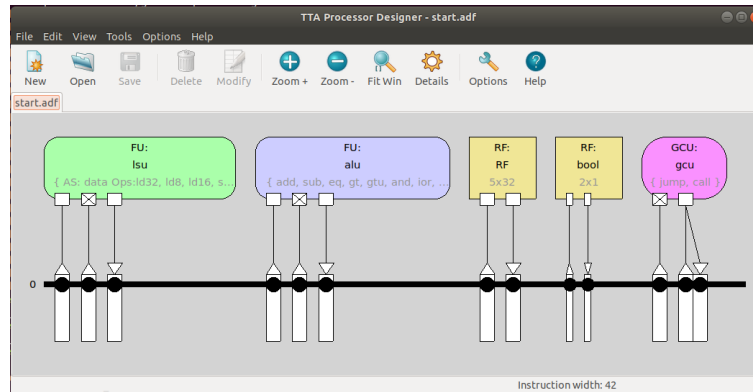 TTA Processor Designer - start.adf
File Edit View Tools Options Help
New Open Save Delete Modify Zoom + Zoom - Fit Win Details Options Help
start.adf
FU: FU: RF: RF: GCU:
lsu alu RF bool gcu
{ AS: data Ops:ld32, ld8, ld16, s... { add, sub, eq, gt, gtu, and, ior, ... 5x32 2x1 { jump, call }
0
Instruction width: 42